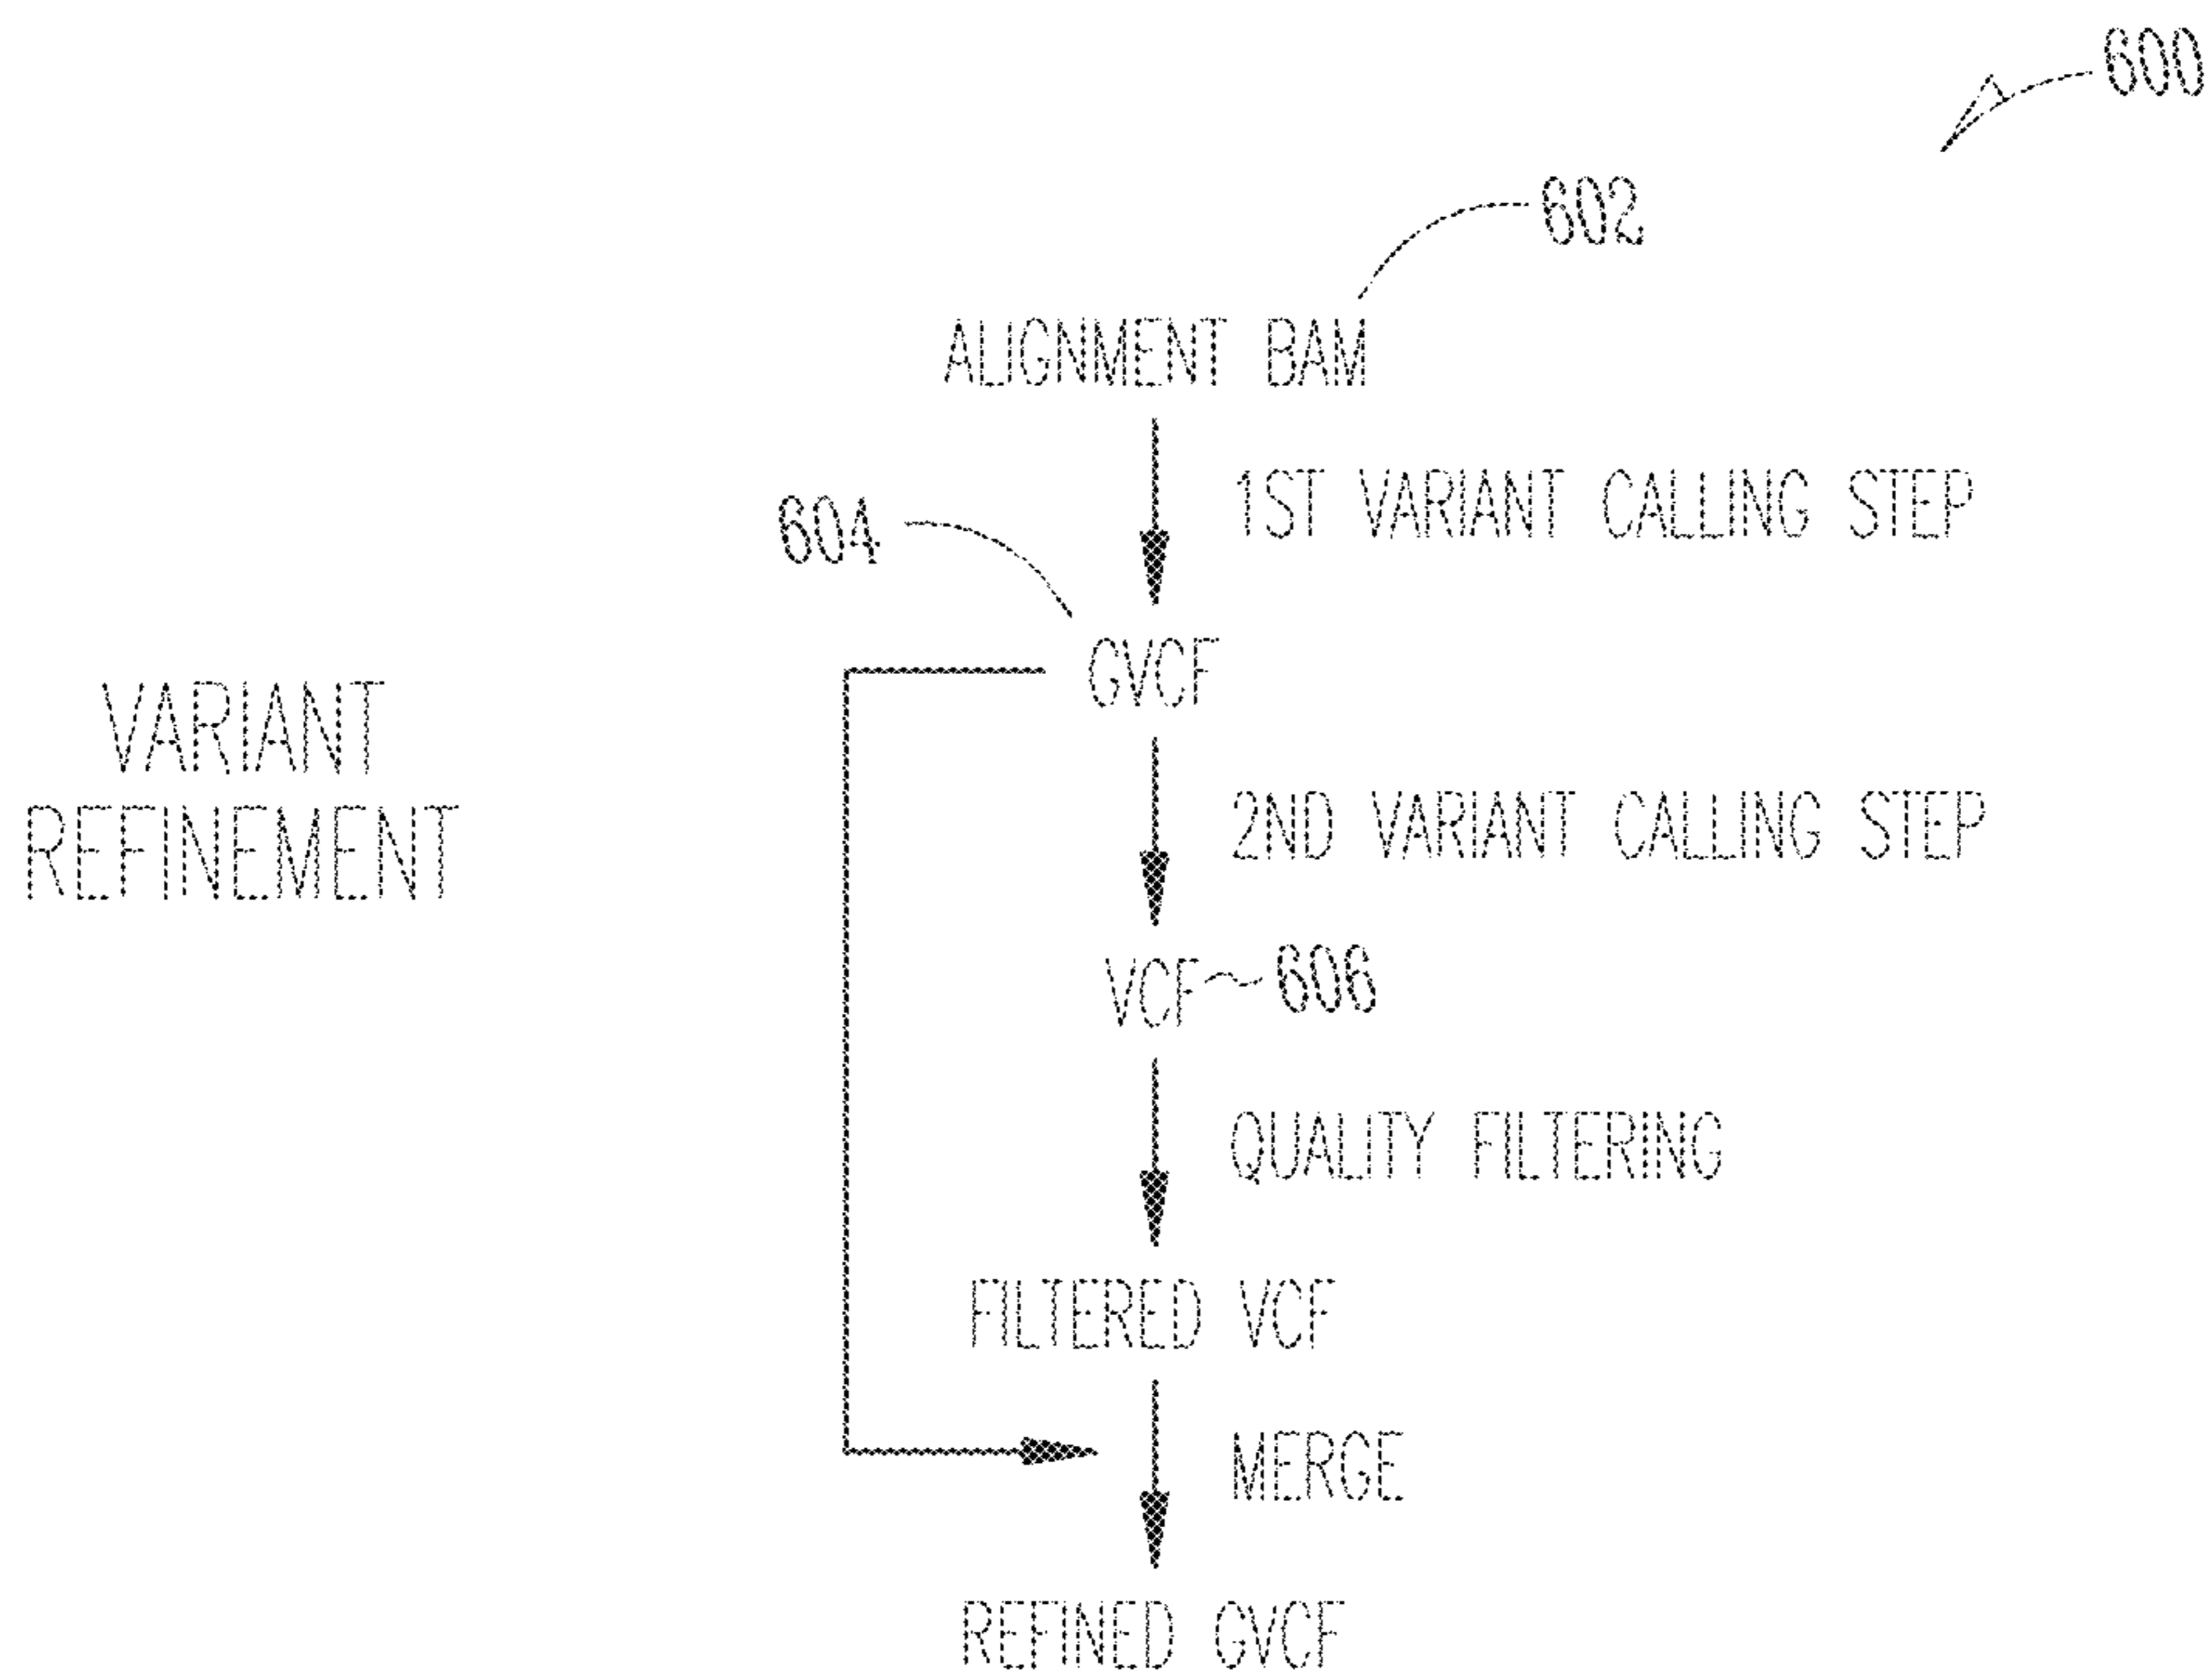 600
602
ALIGNMENT BAM
1ST VARIANT CALLING STEP
604
GVCF
VARIANT
REFINEMENT
2ND VARIANT CALLING STEP
VCF 606
QUALITY FILTERING
FILTERED VCF
MERGE
REFINED GVCF